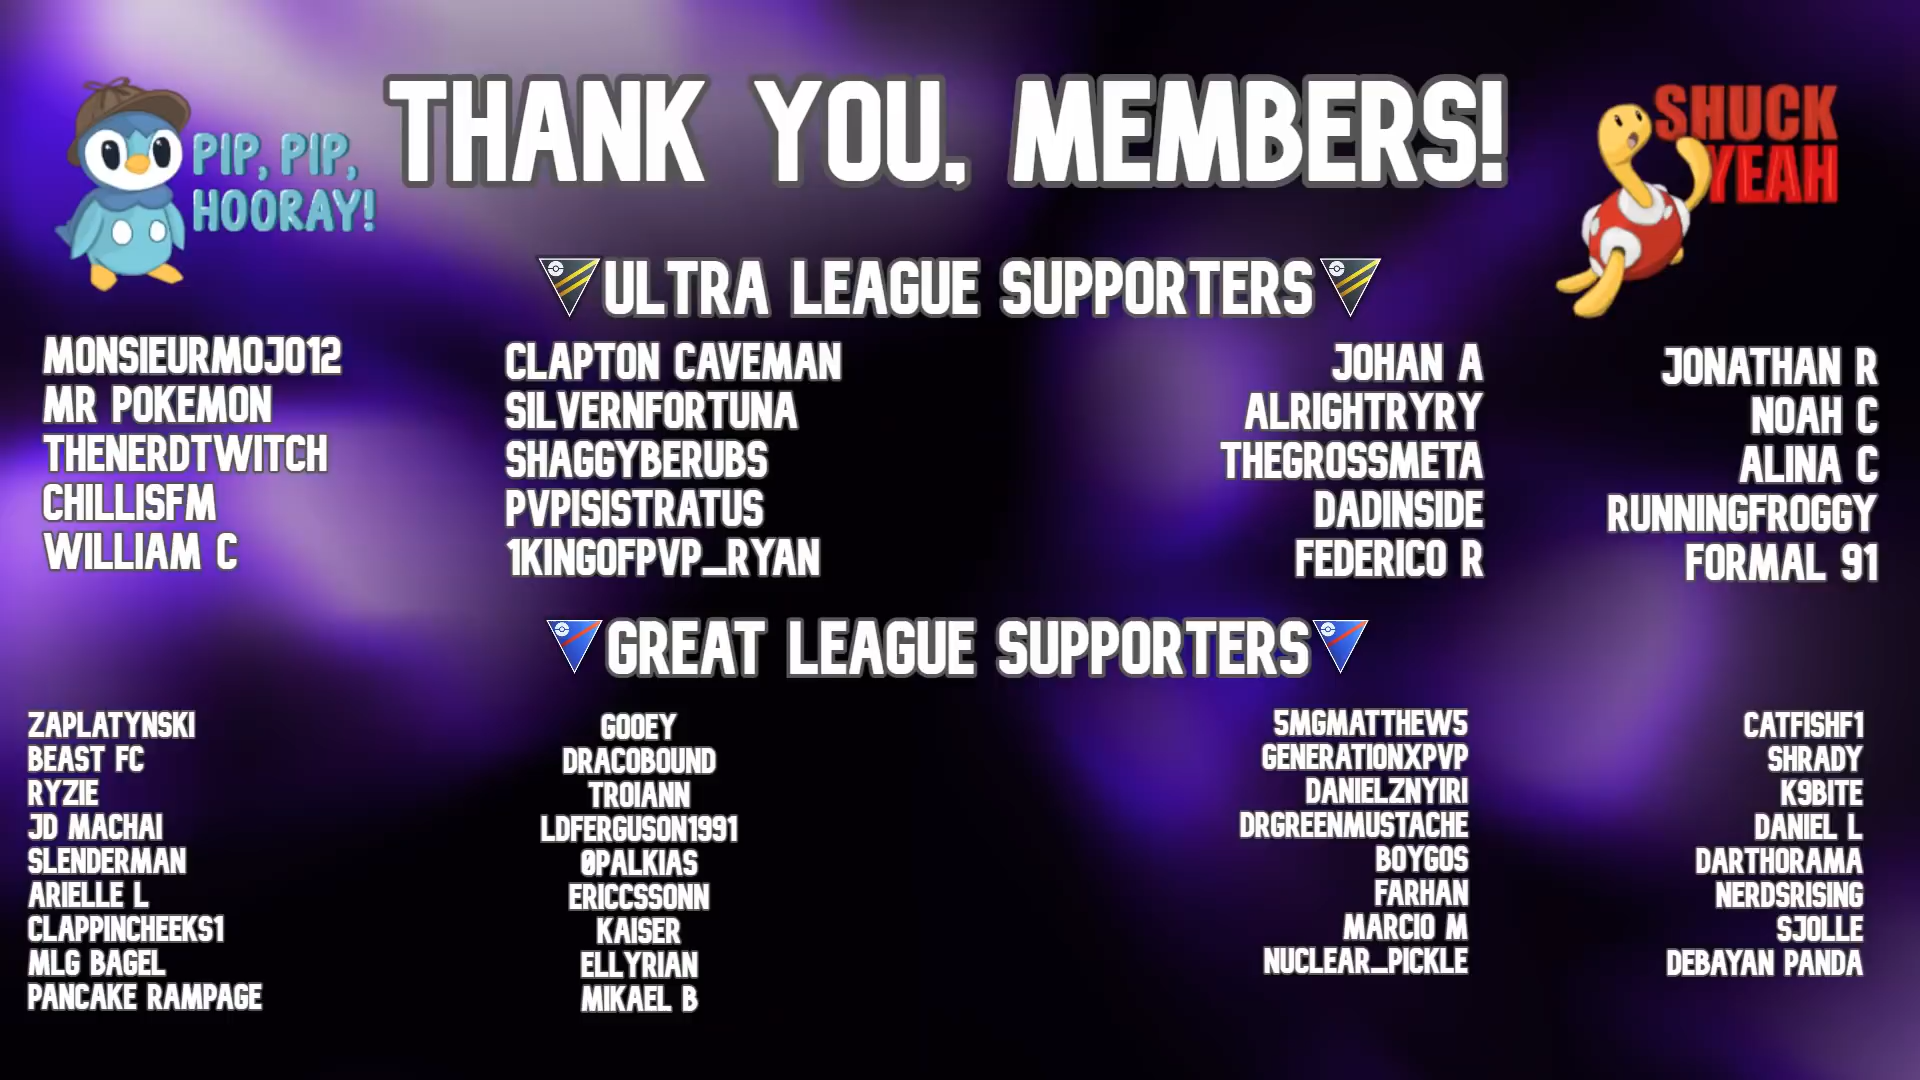 THANK YOU, MEMBERS!
PIP, PIP,
HOORAY!
SHUCK
YEAH
ULTRA LEAGUE SUPPORTERS
MONSIEURMOJO12
MR POKEMON
THENERDTWITCH
CHILLISFM
WILLIAM C
CLAPTON CAVEMAN
SILVERNFORTUNA
SHAGGYBERUBS
PVPISISTRATUS
1KINGOFPVP_RYAN
JOHAN A
ALRIGHTRYRY
THEGROSSMETA
DADINSIDE
FEDERICO R
JONATHAN R
NOAH C
ALINA C
RUNNINGFROGGY
FORMAL 91
GREAT LEAGUE SUPPORTERS
ZAPLATYNSKI
BEAST FC
RYZIE
JD MACHAI
SLENDERMAN
ARIELLE L
CLAPPINCHEEKS1
MLG BAGEL
PANCAKE RAMPAGE
GOOEY
DRACOBOUND
TROIANN
LDFERGUSON1991
0PALKIAS
ERICCSSONN
KAISER
ELLYRIAN
MIKAEL B
5MGMATTHEW5
GENERATIONXPVP
DANIELZNYIRI
DRGREENMUSTACHE
BOYGOS
FARHAN
MARCIO M
NUCLEAR_PICKLE
CATFISHF1
SHRADY
K9BITE
DANIEL L
DARTHORAMA
NERDSRISING
SJOLLE
DEBAYAN PANDA